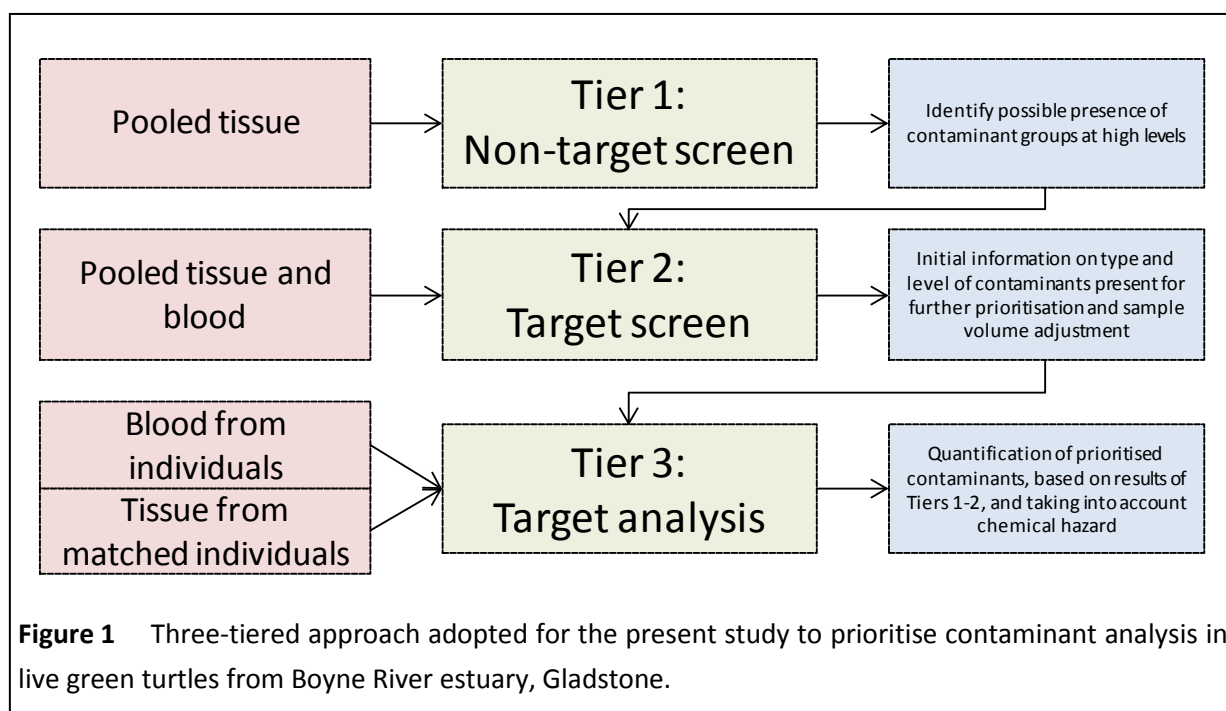 Pooled tissue
Tier 1:
Non-target screen
Identify possible presence of
contaminant groups at high levels
Pooled tissue and
blood
Tier 2:
Target screen
Initial information on type and
level of contaminants present for
further prioritisation and sample
volume adjustment
Blood from
individuals
Tissue from
matched individuals
Tier 3:
Target analysis
Quantification of prioritised
contaminants, based on results of
Tiers 1-2, and taking into account
chemical hazard
Figure 1 Three-tiered approach adopted for the present study to prioritise contaminant analysis in
live green turtles from Boyne River estuary, Gladstone.